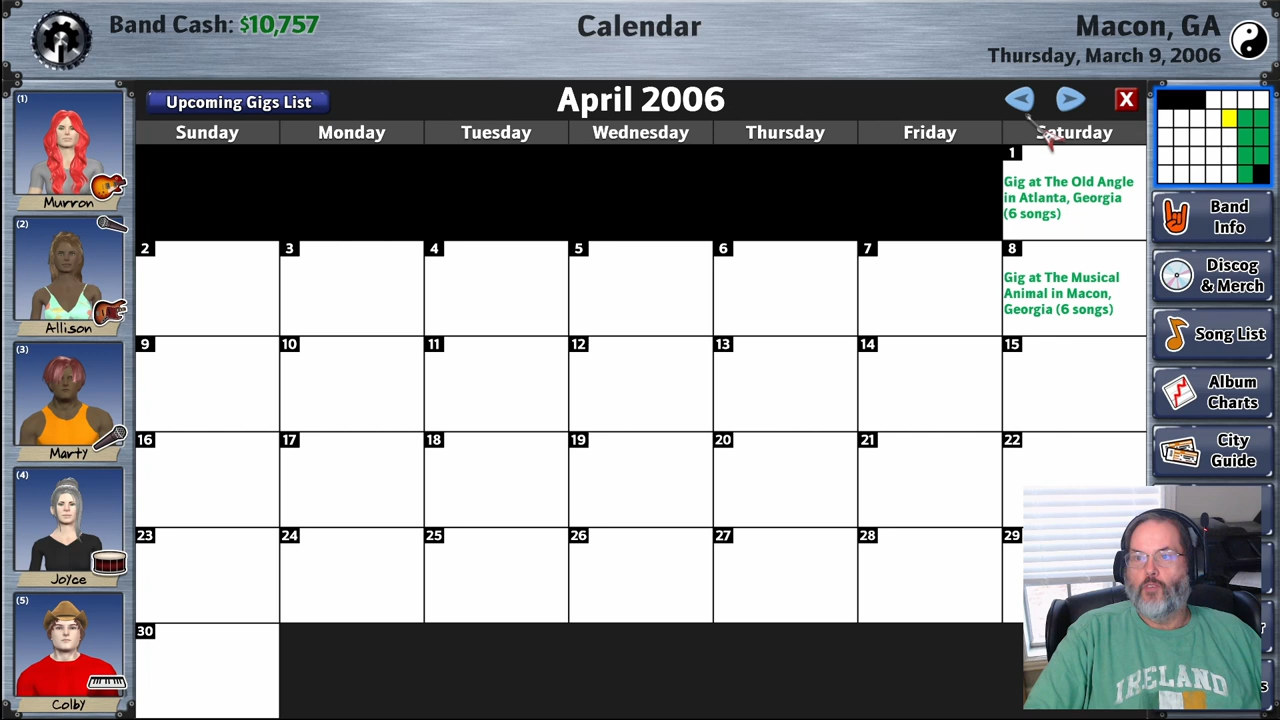 Band Cash: $10,757
Calendar
Macon, GA
Thursday, March 9, 2006
Upcoming Gigs List
April 2006
X
Sunday Monday Tuesday Wednesday Thursday Friday Saturday
1
Gig at The Old Angle
in Atlanta, Georgia
(6 songs)
2 3 4 5 6 7 8
Gig at The Musical
Animal in Macon,
Georgia (6 songs)
9 10 11 12 13 14 15
16 17 18 19 20 21 22
23 24 25 26 27 28 29
30
(1)
Murron
(2)
Allison
(3)
Marty
(4)
Joyce
(5)
Colby
Band
Info
Discog
& Merch
Song List
Album
Charts
City
Guide
IRELAND